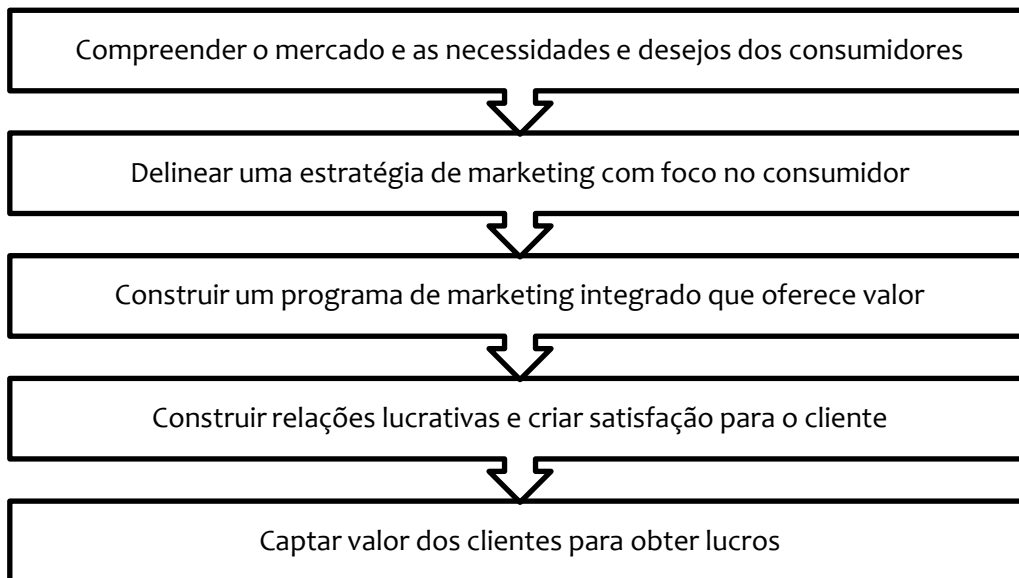 Compreender o mercado e as necessidades e desejos dos consumidores
Delinear uma estratégia de marketing com foco no consumidor
Construir um programa de marketing integrado que oferece valor
Construir relações lucrativas e criar satisfação para o cliente
Captar valor dos clientes para obter lucros